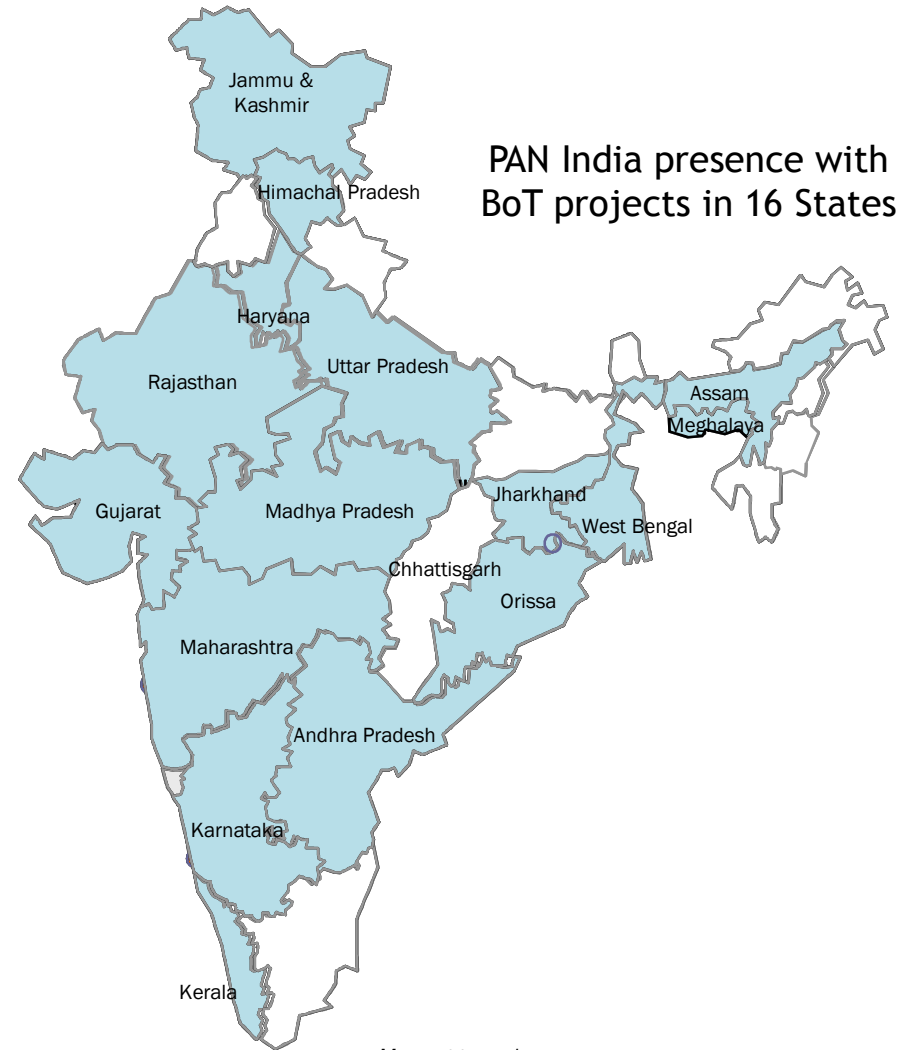 Jammu &
Kashmir
PAN India presence with
BoT projects in 16 States
Himachal Pradesh
Haryana
Uttar Pradesh
Rajasthan
Assam
Meghalaya
Jharkhand
Gujarat
Madhya Pradesh
West Bengal
Chhattisgarh
Orissa
Maharashtra
Andhra Pradesh
Karnataka
Kerala